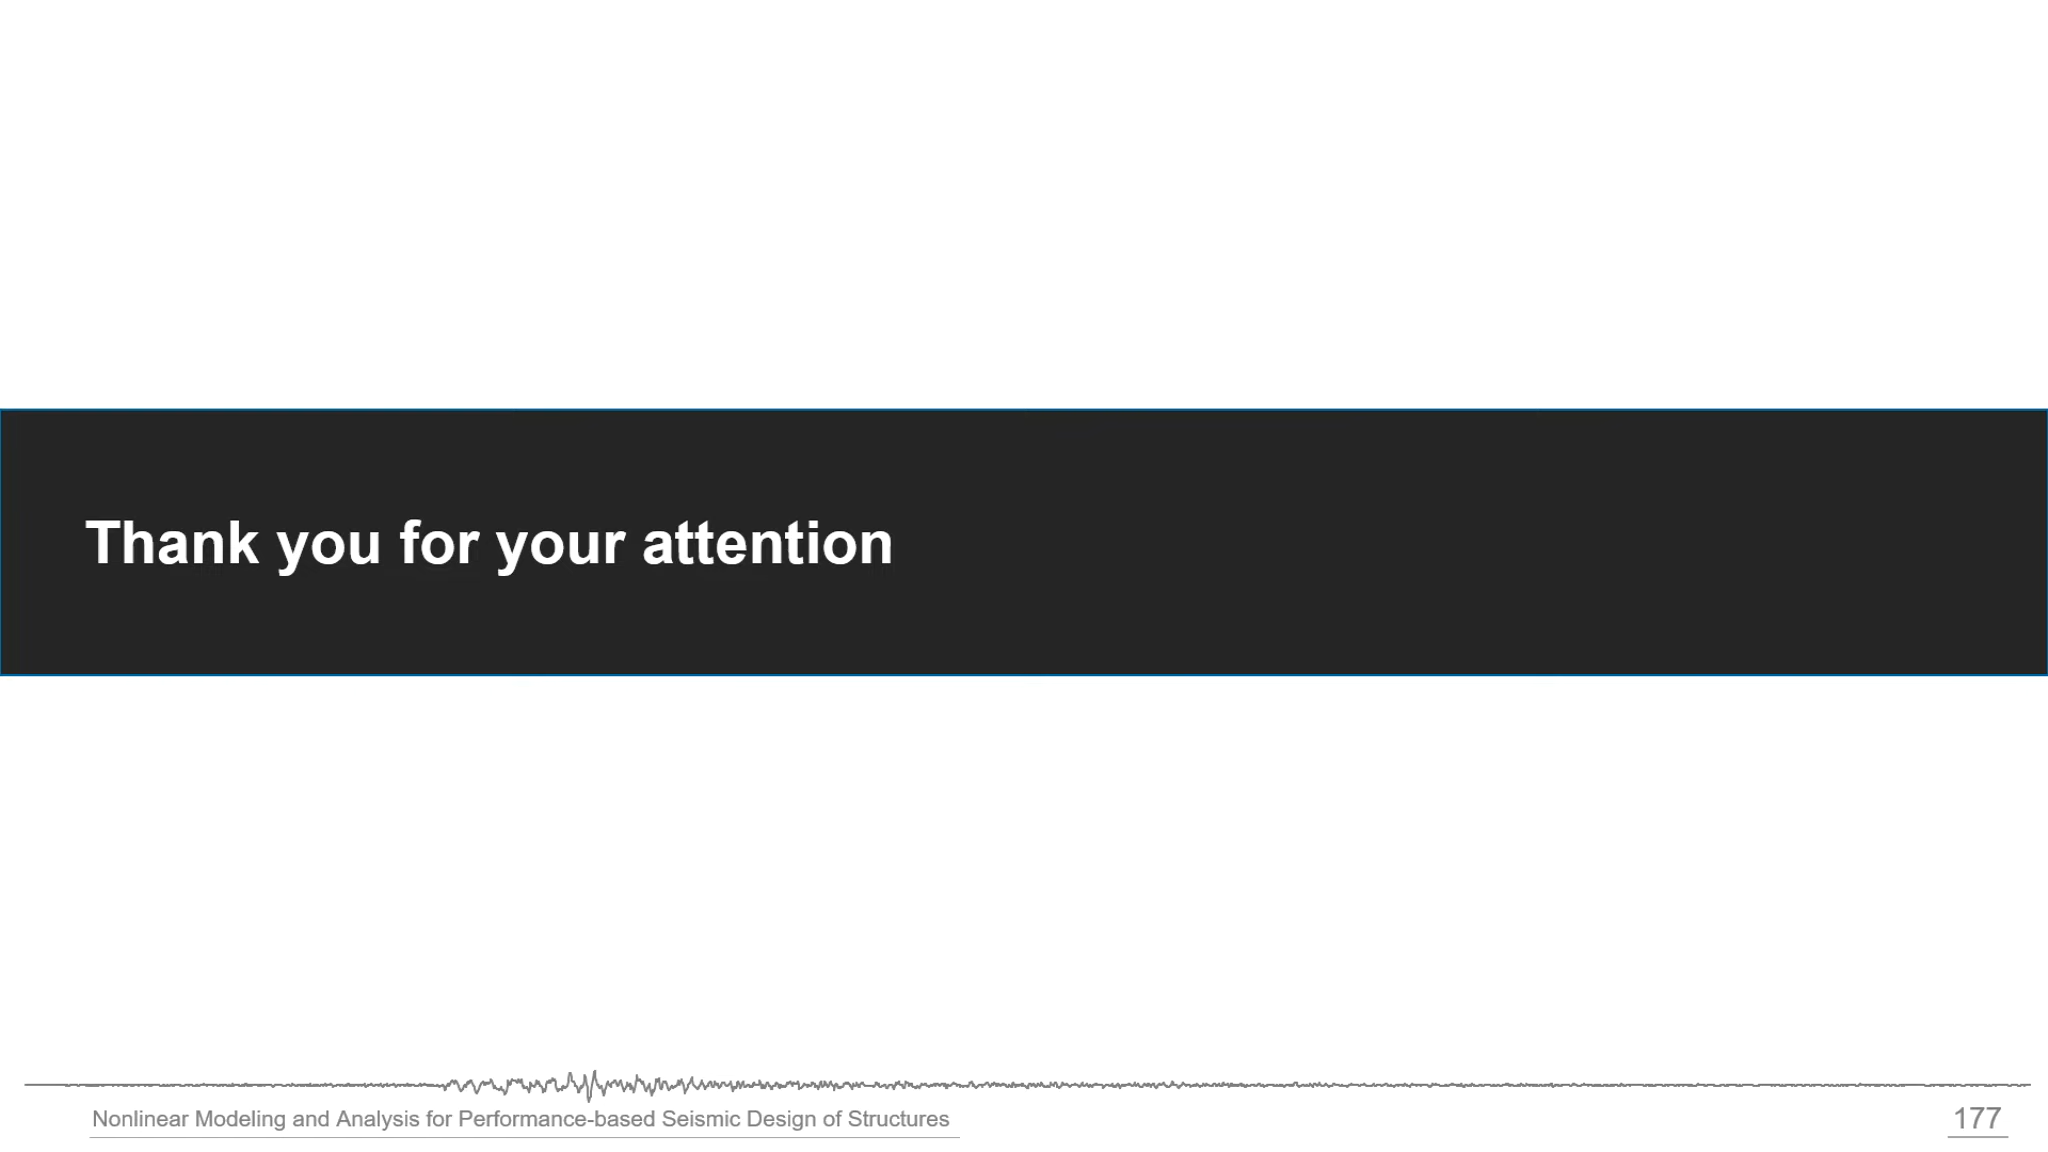 Thank you for your attention
Nonlinear Modeling and Analysis for Performance-based Seismic Design of Structures
177